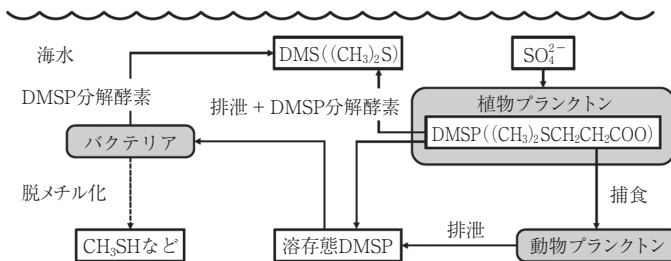 海水
DMS((CH₃)₂S)
SO₄²⁻
DMSP分解酵素
排泄 + DMSP分解酵素
植物プランクトン
DMSP((CH₃)₂SCH₂CH₂COO)
バクテリア
脱メチル化
捕食
CH₃SHなど
溶存態DMSP
排泄
動物プランクトン